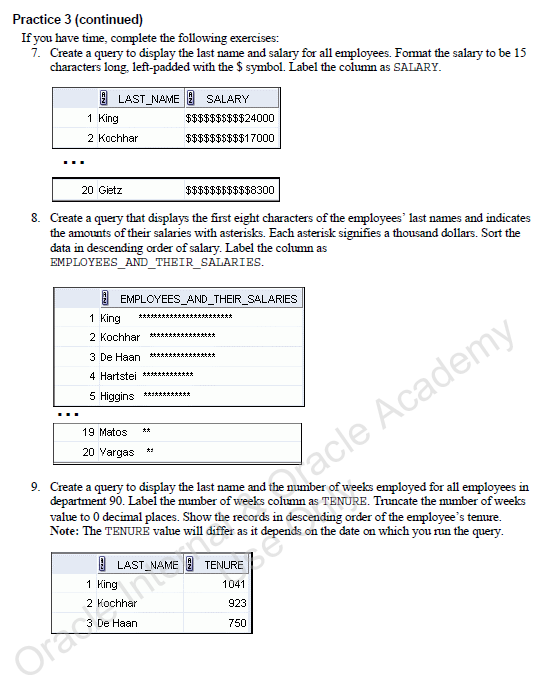 Practice 3 (continued)
If you have time, complete the following exercises:
7. Create a query to display the last name and salary for all employees. Format the salary to be 15
characters long, left-padded with the $ symbol. Label the column as SALARY.
LAST_NAME SALARY
1 King $$$$$$$$$$24000
2 Kochhar $$$$$$$$$$17000
...
20 Gietz $$$$$$$$$$$8300
8. Create a query that displays the first eight characters of the employees' last names and indicates
the amounts of their salaries with asterisks. Each asterisk signifies a thousand dollars. Sort the
data in descending order of salary. Label the column as
EMPLOYEES_AND_THEIR_SALARIES.
EMPLOYEES_AND_THEIR_SALARIES
1 King ************************
2 Kochhar *****************
3 De Haan *****************
4 Hartstei *************
5 Higgins ************
...
19 Matos **
20 Vargas **
9. Create a query to display the last name and the number of weeks employed for all employees in
department 90. Label the number of weeks column as TENURE. Truncate the number of weeks
value to 0 decimal places. Show the records in descending order of the employee's tenure.
Note: The TENURE value will differ as it depends on the date on which you run the query.
LAST_NAME TENURE
1 King 1041
2 Kochhar 923
3 De Haan 750
Oracle Internal & Oracle Academy
Use Only